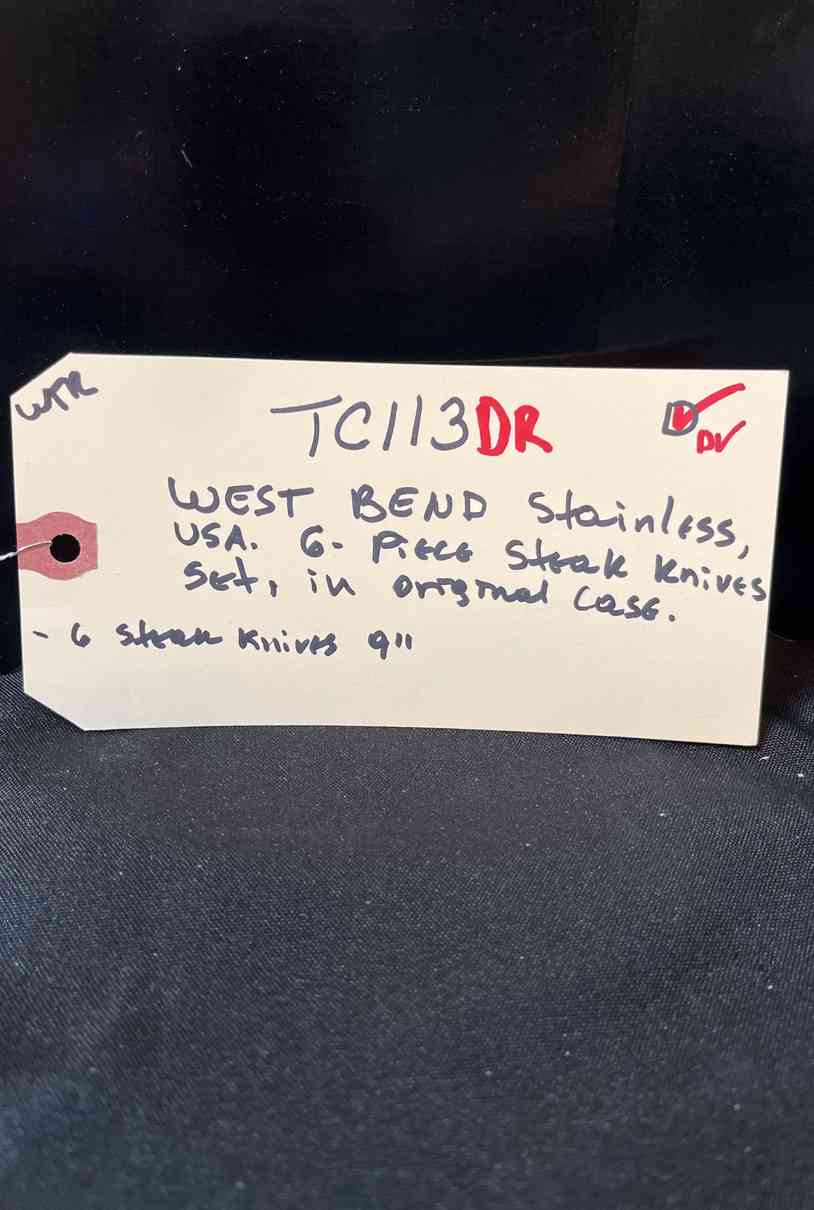 WTR
TC113DR
D
DV
WEST BEND Stainless,
USA. 6-Piece Steak Knives
Set, in original case.
- 6 Steak Knives 9"